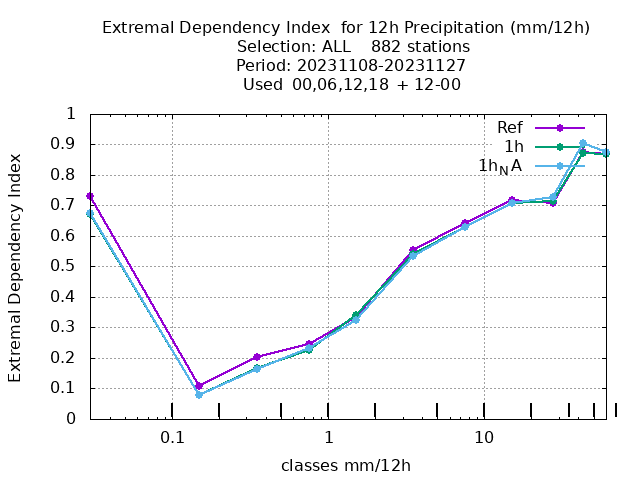 Extremal Dependency Index  for 12h Precipitation (mm/12h)
Selection: ALL    882 stations
Period: 20231108-20231127
Used  00,06,12,18  + 12-00
Extremal Dependency Index
1
0.9
0.8
0.7
0.6
0.5
0.4
0.3
0.2
0.1
0
Ref
1h
1h_NA
0.1
1
10
classes mm/12h